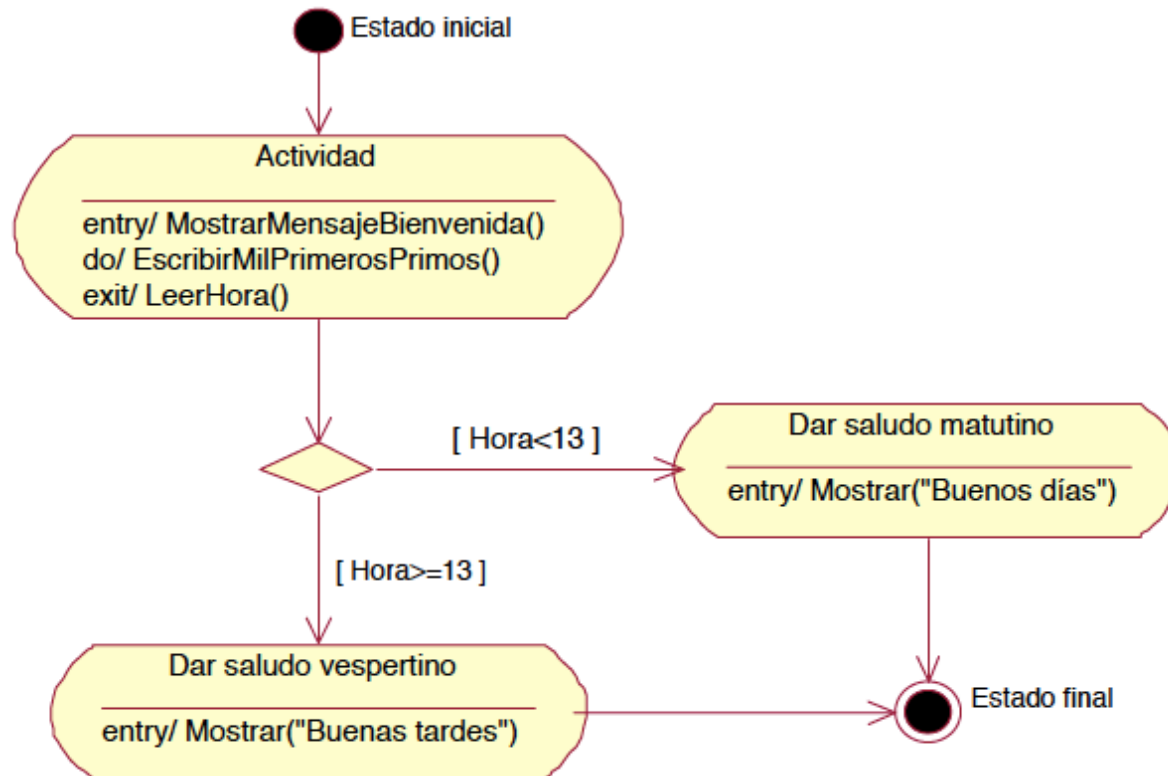 Estado inicial
Actividad
entry/ MostrarMensajeBienvenida()
do/ EscribirMilPrimerosPrimos()
exit/ LeerHora()
[ Hora<13 ]
Dar saludo matutino
entry/ Mostrar("Buenos días")
[ Hora>=13 ]
Dar saludo vespertino
entry/ Mostrar("Buenas tardes")
Estado final